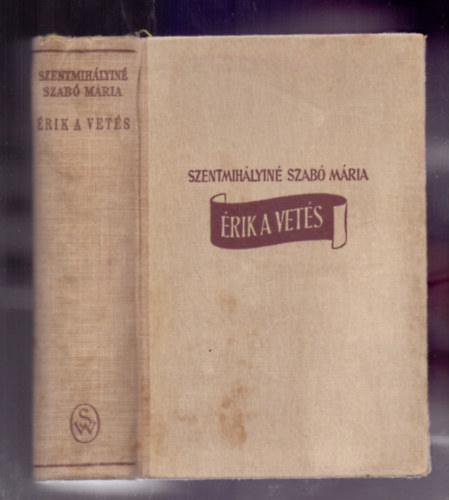 SZENTMIHÁLYINÉ
SZABÓ MÁRIA
ÉRIK A VETÉS
SW
SZENTMIHÁLYINÉ SZABÓ MÁRIA
ÉRIK A VETÉS